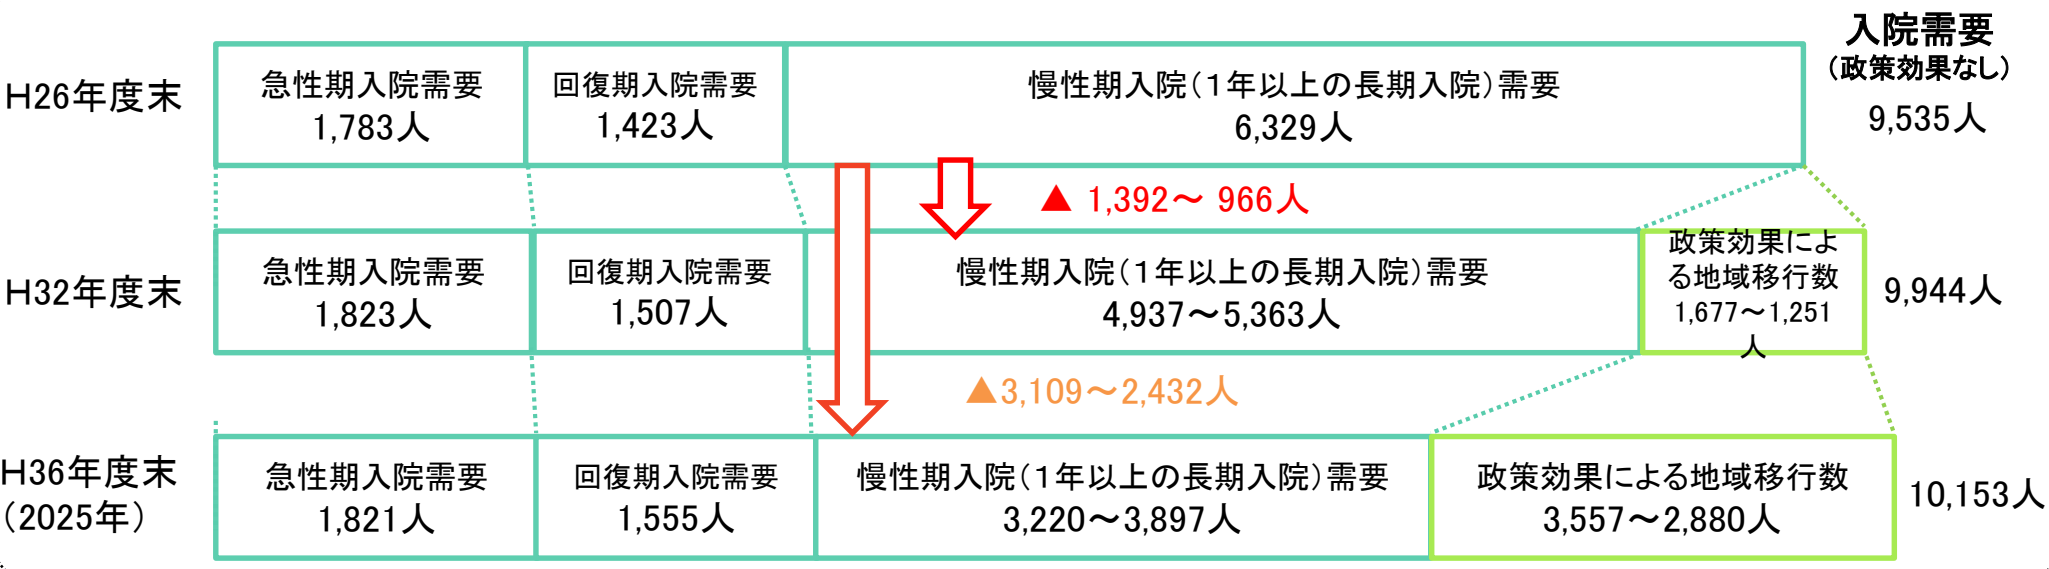 入院需要
（政策効果なし）
H26年度末
急性期入院需要
1,783人
回復期入院需要
1,423人
慢性期入院（１年以上の長期入院）需要
6,329人
9,535人
▲ 1,392～ 966人
H32年度末
急性期入院需要
1,823人
回復期入院需要
1,507人
慢性期入院（１年以上の長期入院）需要
4,937～5,363人
政策効果によ
る地域移行数
1,677～1,251
人
9,944人
▲3,109～2,432人
H36年度末
（2025年）
急性期入院需要
1,821人
回復期入院需要
1,555人
慢性期入院（１年以上の長期入院）需要
3,220～3,897人
政策効果による地域移行数
3,557～2,880人
10,153人